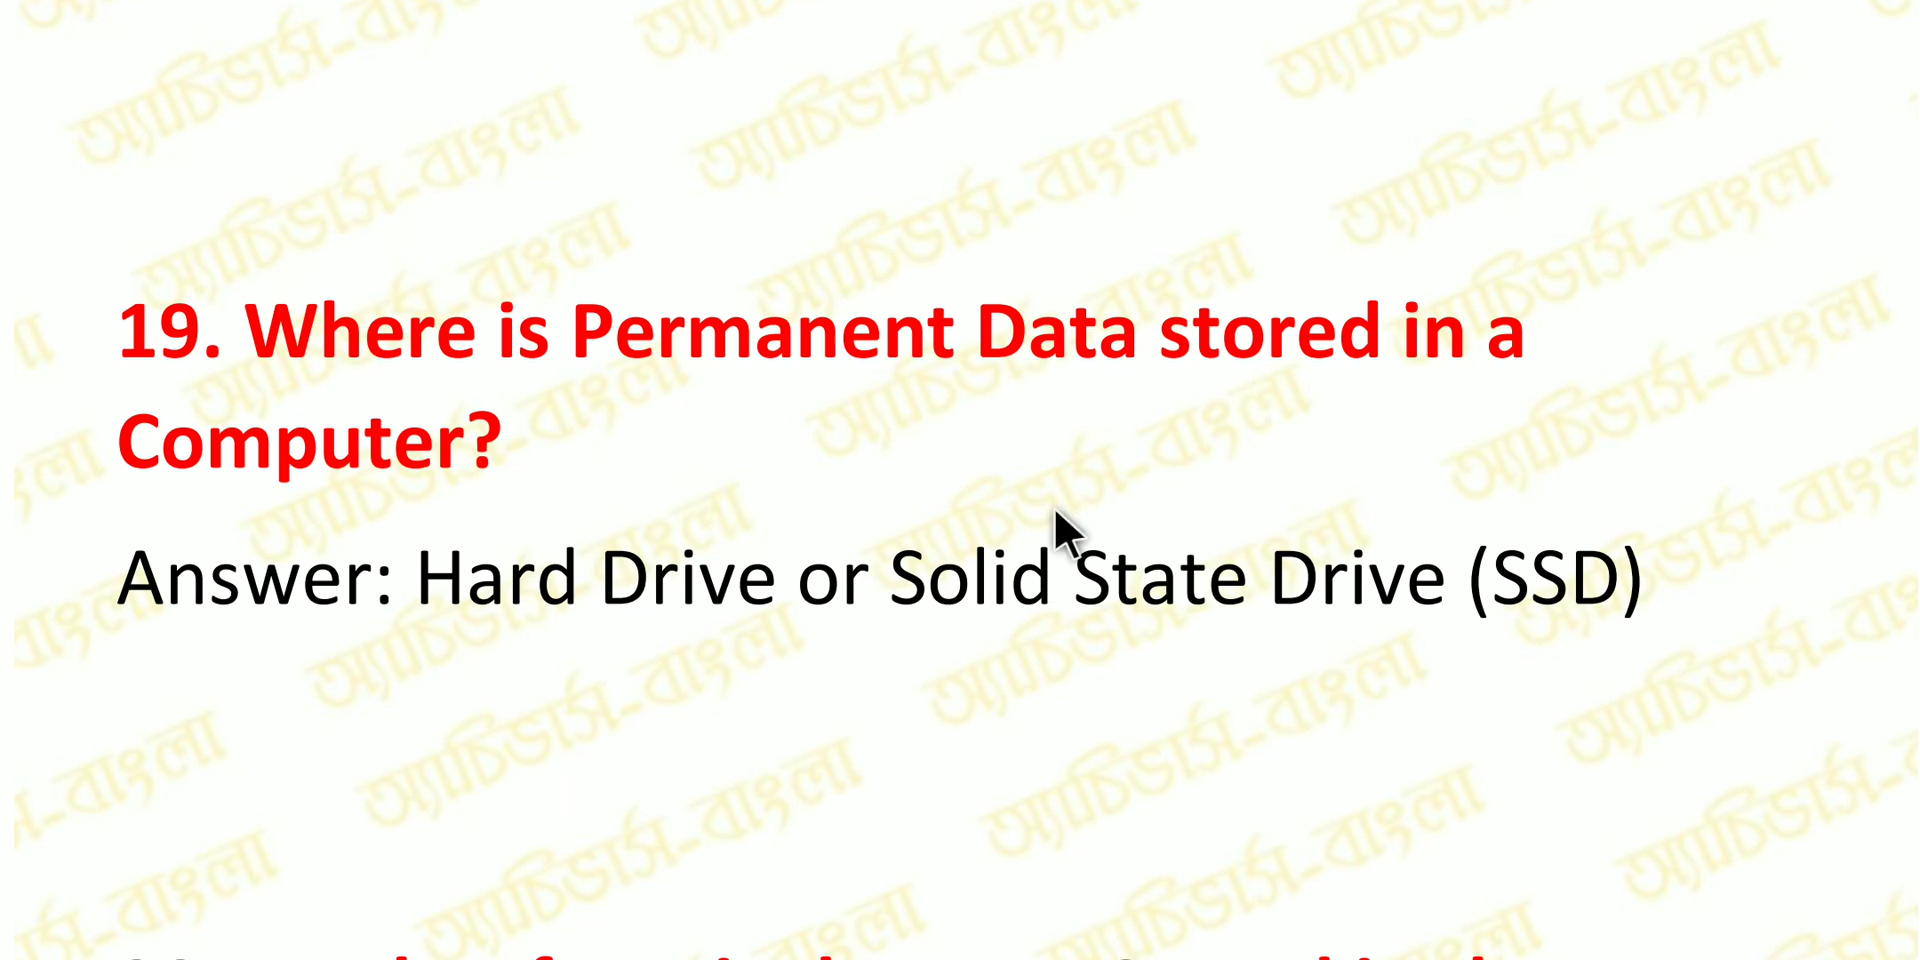 19. Where is Permanent Data stored in a
Computer?
Answer: Hard Drive or Solid State Drive (SSD)